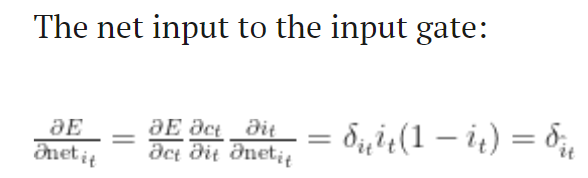 The net input to the input gate:
∂E/∂net_{i_t} = ∂E/∂c_t ∂c_t/∂i_t ∂i_t/∂net_{i_t} = δ_{i_t} i_t(1 − i_t) = δ_{\hat{i}_t}